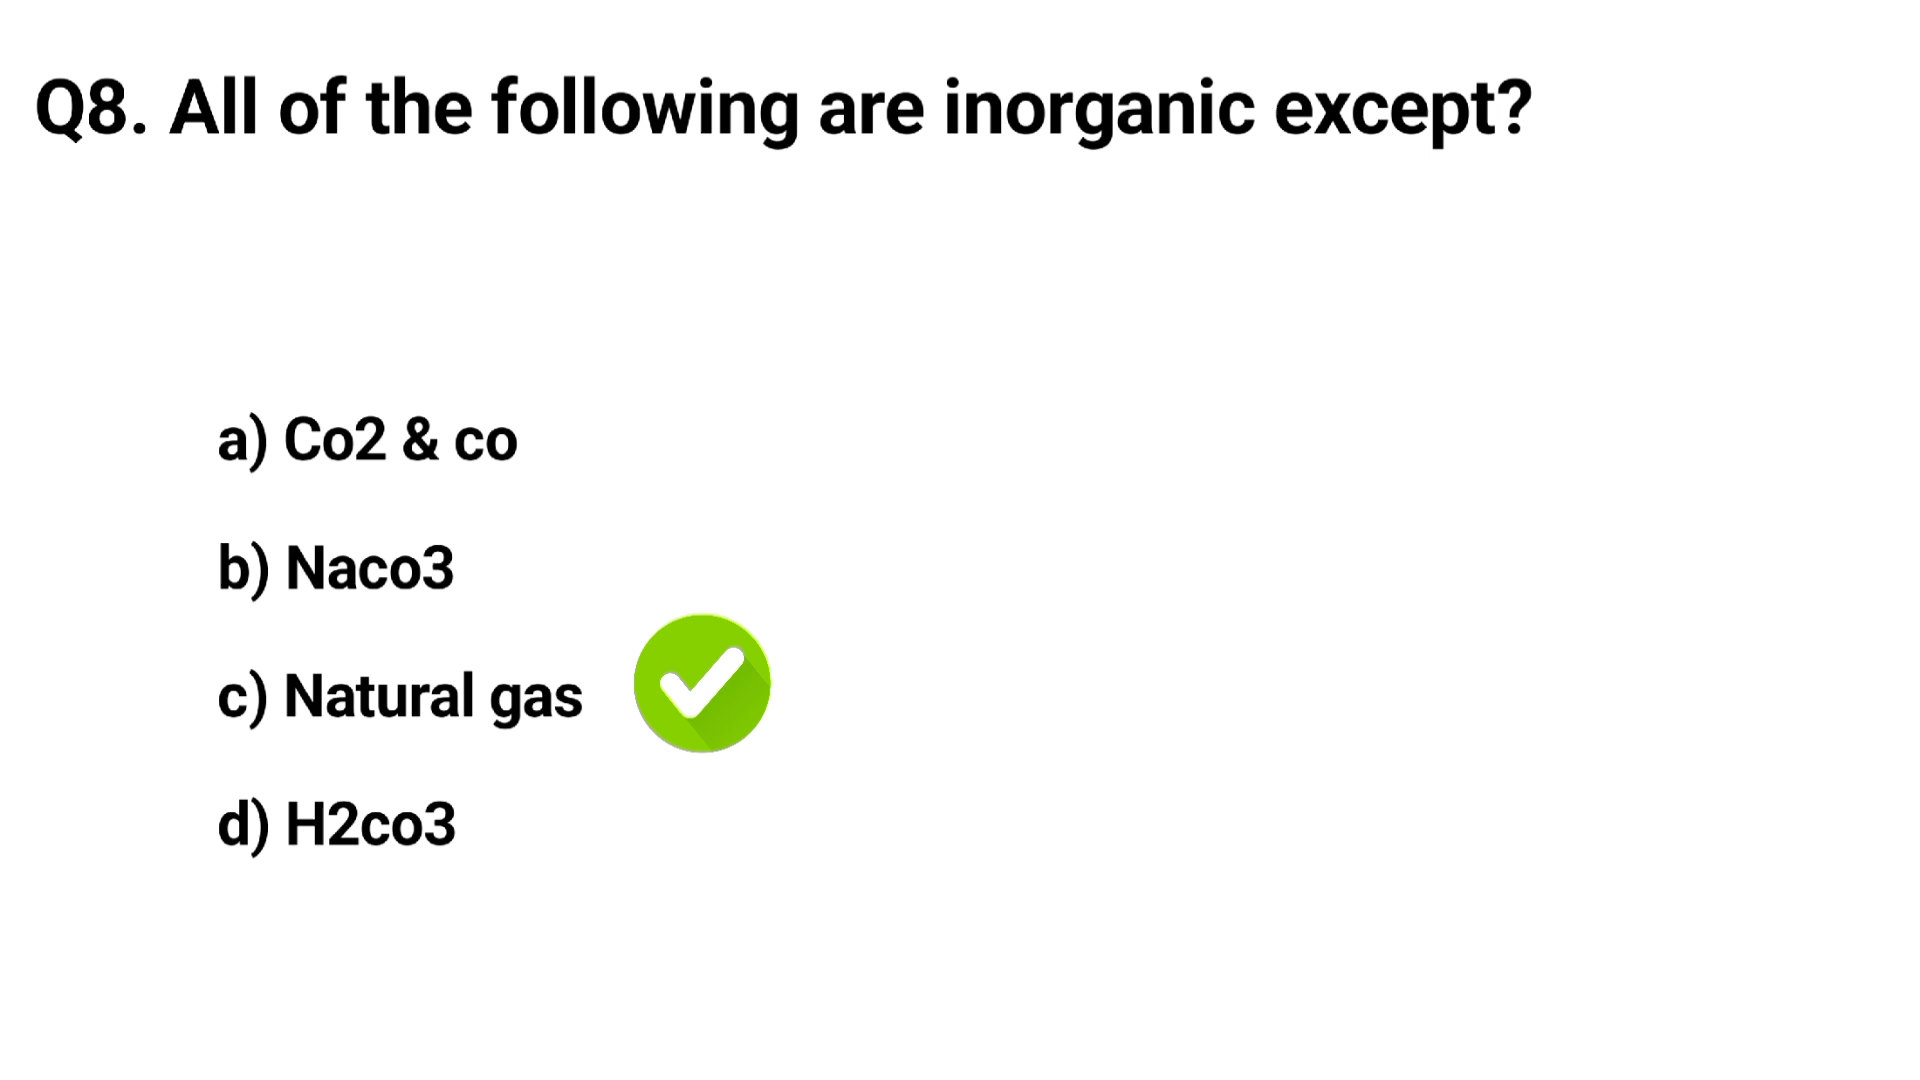 Q8. All of the following are inorganic except?
a) Co2 & co
b) Naco3
c) Natural gas
d) H2co3